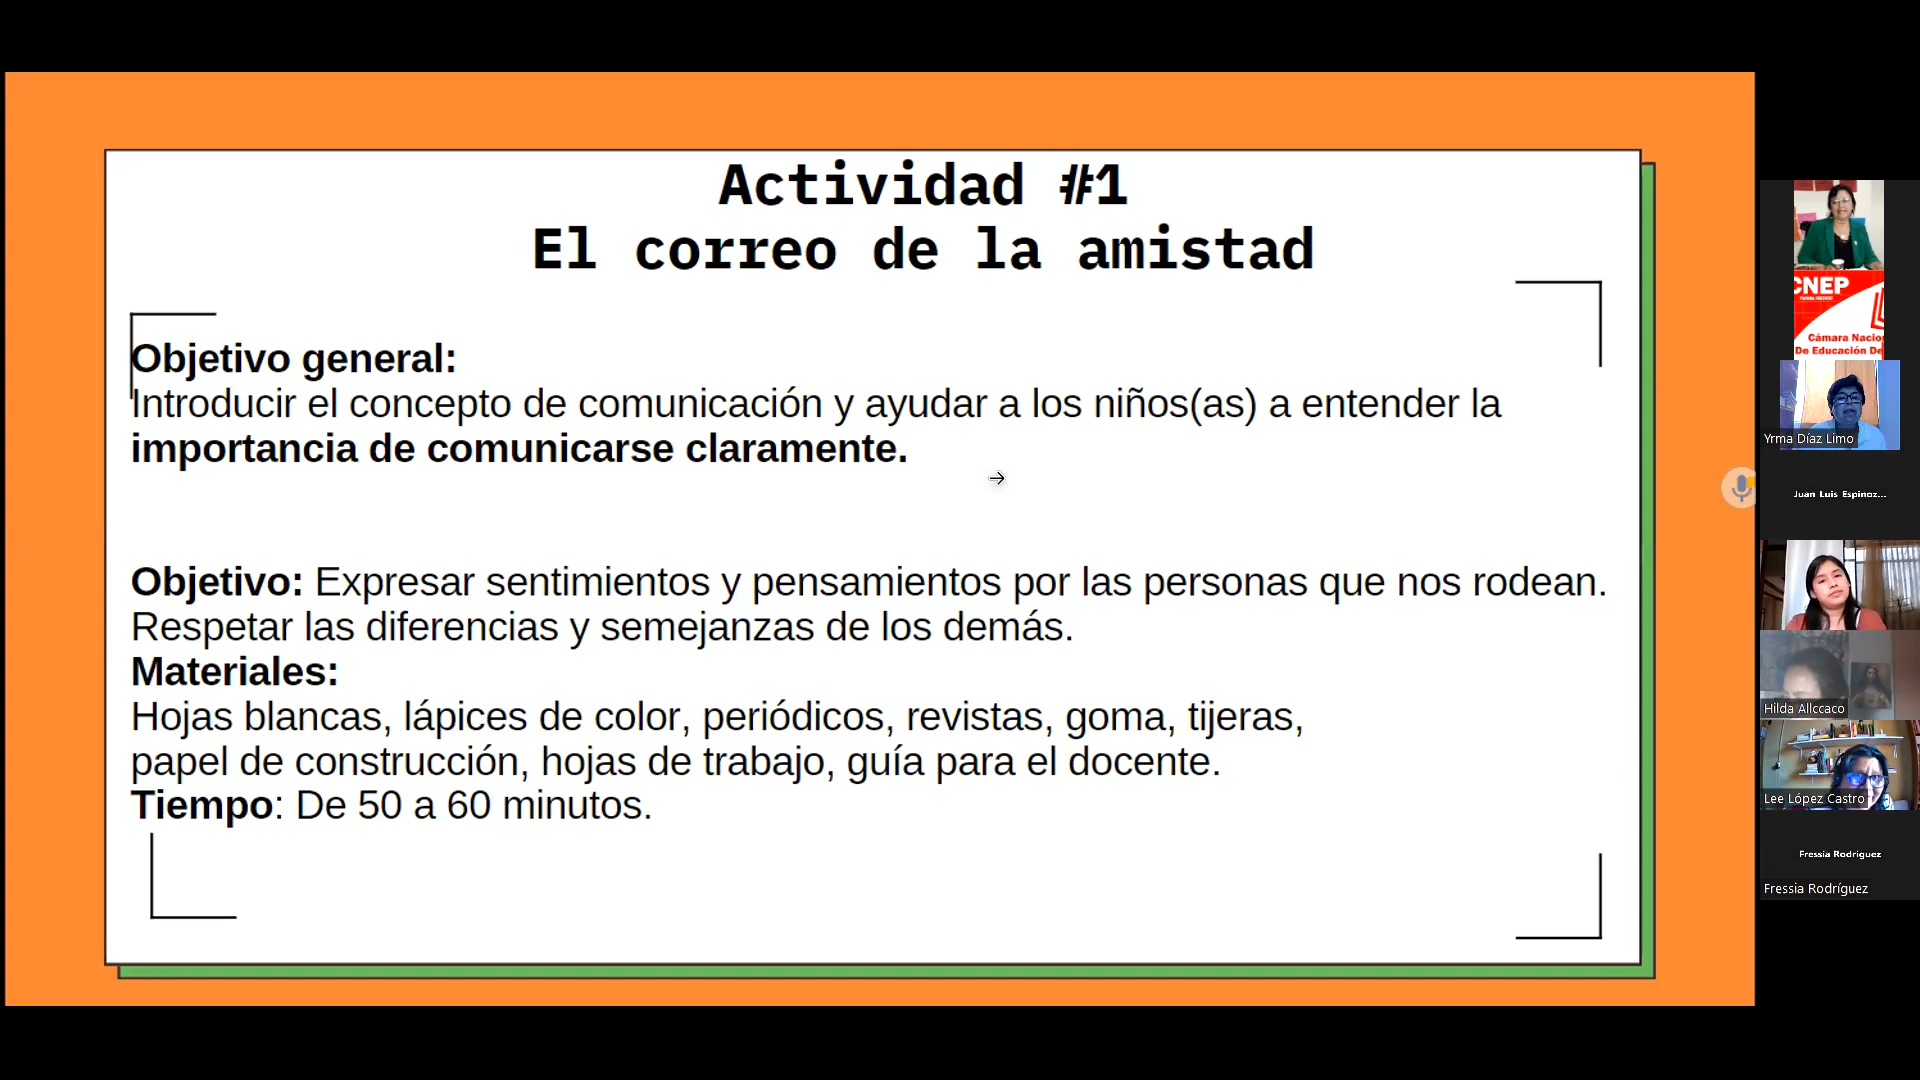 Actividad #1
El correo de la amistad
Objetivo general:
Introducir el concepto de comunicación y ayudar a los niños(as) a entender la
importancia de comunicarse claramente.
Objetivo: Expresar sentimientos y pensamientos por las personas que nos rodean.
Respetar las diferencias y semejanzas de los demás.
Materiales:
Hojas blancas, lápices de color, periódicos, revistas, goma, tijeras,
papel de construcción, hojas de trabajo, guía para el docente.
Tiempo: De 50 a 60 minutos.
CNEP
Cámara Nacio
De Educación De
Yrma Díaz Limo
Juan Luis Espinoz...
Hilda Allccaco
Lee López Castro
Fressia Rodriguez
Fressia Rodríguez